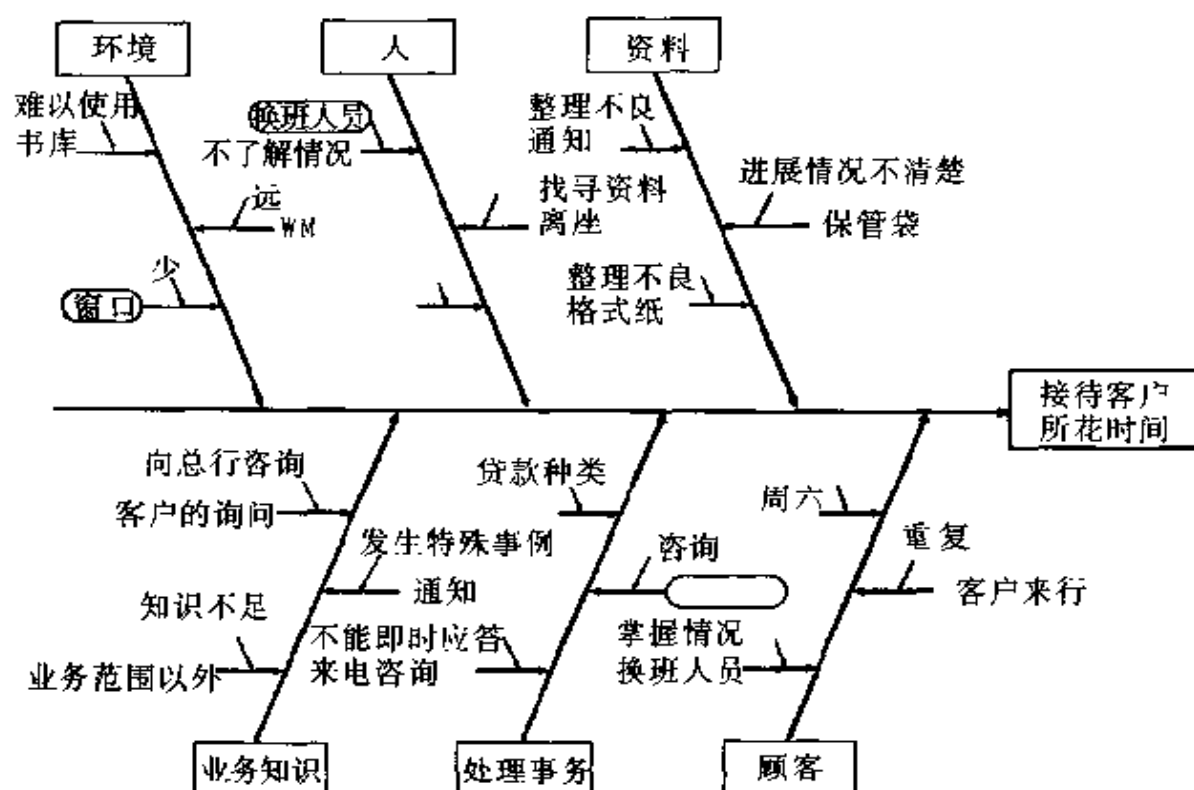 环境
人
资料
难以使用
书库
换班人员
不了解情况
整理不良
通知
进展情况不清楚
保管袋
远
WM
找寻资料
离座
少
窗口
整理不良
格式纸
接待客户
所花时间
向总行咨询
客户的询问
贷款种类
周六
发生特殊事例
通知
咨询
重复
客户来行
知识不足
业务范围以外
不能即时应答
来电咨询
掌握情况
换班人员
业务知识
处理事务
顾客